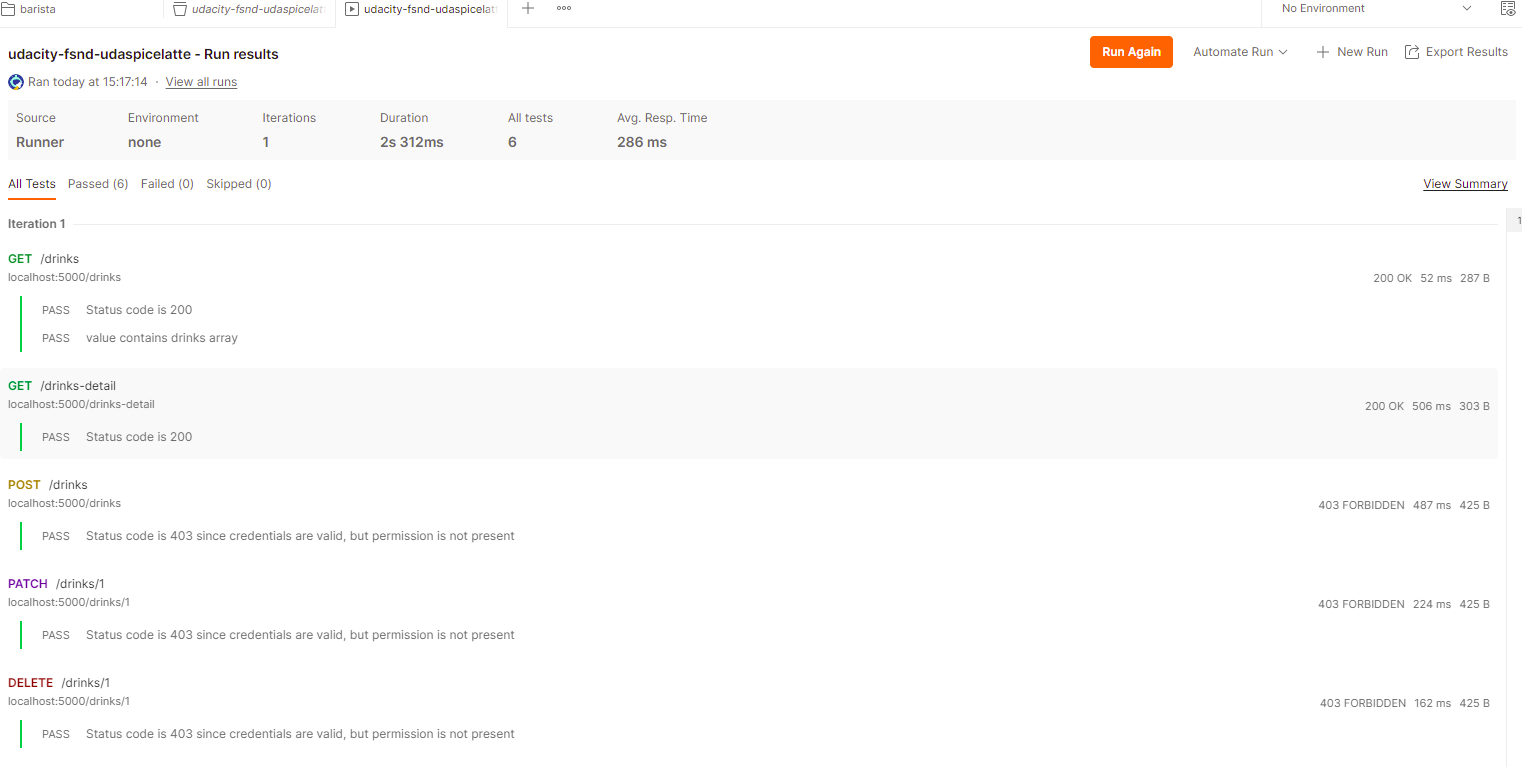 barista
udacity-fsnd-udaspicelat
udacity-fsnd-udaspicelat
No Environment
udacity-fsnd-udaspicelatte - Run results
Run Again
Automate Run
New Run
Export Results
Ran today at 15:17:14 · View all runs
Source Environment Iterations Duration All tests Avg. Resp. Time
Runner none 1 2s 312ms 6 286 ms
All Tests Passed (6) Failed (0) Skipped (0) View Summary
Iteration 1
1
GET /drinks
localhost:5000/drinks
200 OK 52 ms 287 B
PASS Status code is 200
PASS value contains drinks array
GET /drinks-detail
localhost:5000/drinks-detail
200 OK 506 ms 303 B
PASS Status code is 200
POST /drinks
localhost:5000/drinks
403 FORBIDDEN 487 ms 425 B
PASS Status code is 403 since credentials are valid, but permission is not present
PATCH /drinks/1
localhost:5000/drinks/1
403 FORBIDDEN 224 ms 425 B
PASS Status code is 403 since credentials are valid, but permission is not present
DELETE /drinks/1
localhost:5000/drinks/1
403 FORBIDDEN 162 ms 425 B
PASS Status code is 403 since credentials are valid, but permission is not present